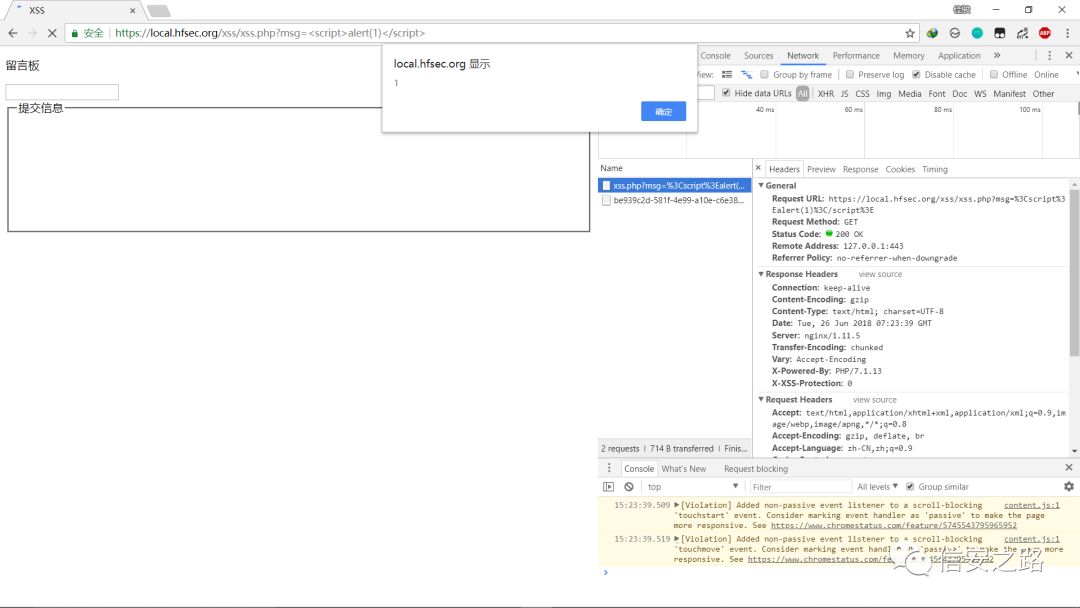 XSS
安全 https://local.hfsec.org/xss/xss.php?msg=<script>alert(1)</script>
ABP
留言板
提交信息
local.hfsec.org 显示
1
确定
Console Sources Network Performance Memory Application »
Group by frame Preserve log Disable cache Offline Online
Hide data URLs All XHR JS CSS Img Media Font Doc WS Manifest Other
40 ms 60 ms 80 ms 100 ms
Name
xss.php?msg=%3Cscript%3Ealert(...
be939c2d-581f-4e99-a10e-c6e38...
2 requests | 714 B transferred | Finis...
× Headers Preview Response Cookies Timing
▼General
Request URL: https://local.hfsec.org/xss/xss.php?msg=%3Cscript%3
Ealert(1)%3C/script%3E
Request Method: GET
Status Code: 200 OK
Remote Address: 127.0.0.1:443
Referrer Policy: no-referrer-when-downgrade
▼Response Headers view source
Connection: keep-alive
Content-Encoding: gzip
Content-Type: text/html; charset=UTF-8
Date: Tue, 26 Jun 2018 07:23:39 GMT
Server: nginx/1.11.5
Transfer-Encoding: chunked
Vary: Accept-Encoding
X-Powered-By: PHP/7.1.13
X-XSS-Protection: 0
▼Request Headers view source
Accept: text/html,application/xhtml+xml,application/xml;q=0.9,im
age/webp,image/apng,*/*;q=0.8
Accept-Encoding: gzip, deflate, br
Accept-Language: zh-CN,zh;q=0.9
Console What's New Request blocking
top ▼ Filter All levels ▼ Group similar
15:23:39.509 ▶[Violation] Added non-passive event listener to a scroll-blocking content.js:1
'touchstart' event. Consider marking event handler as 'passive' to make the page
more responsive. See https://www.chromestatus.com/feature/5745543795965952
15:23:39.519 ▶[Violation] Added non-passive event listener to a scroll-blocking content.js:1
'touchmove' event. Consider marking event handl 'passive' to make the page more
responsive. See https://www.chromestatus.com/fe
信安之路